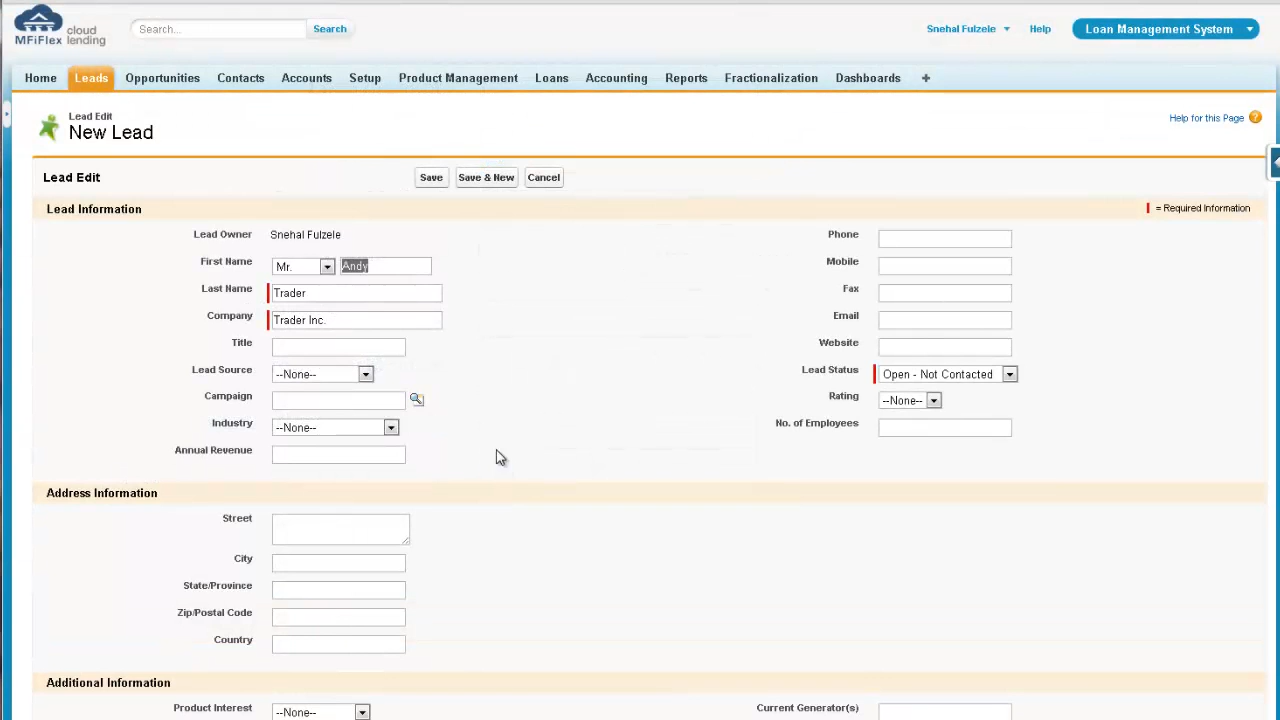 MFiFlex cloud lending
Search...
Search
Snehal Fulzele
Help
Loan Management System
Home
Leads
Opportunities
Contacts
Accounts
Setup
Product Management
Loans
Accounting
Reports
Fractionalization
Dashboards
+
Lead Edit
New Lead
Help for this Page ?
Lead Edit
Save
Save & New
Cancel
Lead Information
= Required Information
Lead Owner
Snehal Fulzele
First Name
Mr.
Andy
Last Name
Trader
Company
Trader Inc.
Title
Lead Source
--None--
Campaign
Industry
--None--
Annual Revenue
Phone
Mobile
Fax
Email
Website
Lead Status
Open - Not Contacted
Rating
--None--
No. of Employees
Address Information
Street
City
State/Province
Zip/Postal Code
Country
Additional Information
Product Interest
--None--
Current Generator(s)